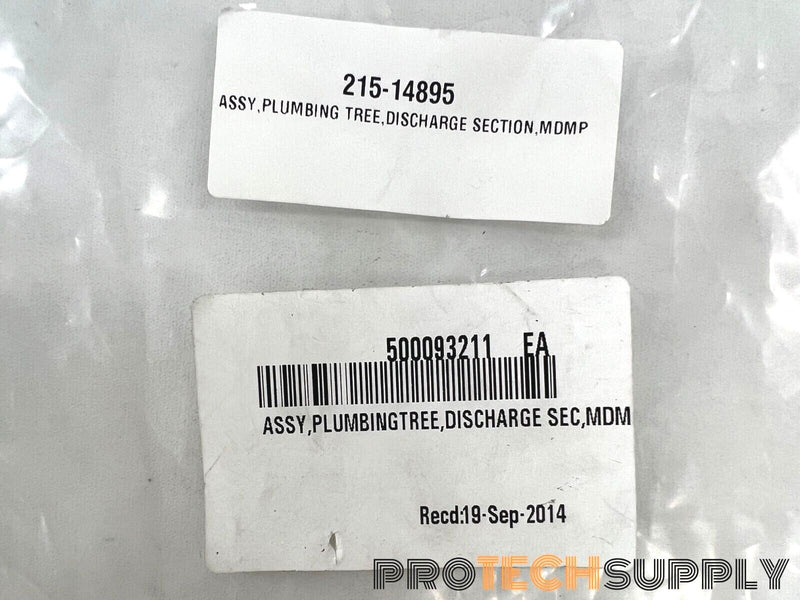 215-14895
ASSY,PLUMBING TREE,DISCHARGE SECTION,MDMP
500093211 EA
ASSY,PLUMBINGTREE,DISCHARGE SEC,MDM
Recd:19-Sep-2014
PROTECHSUPPLY